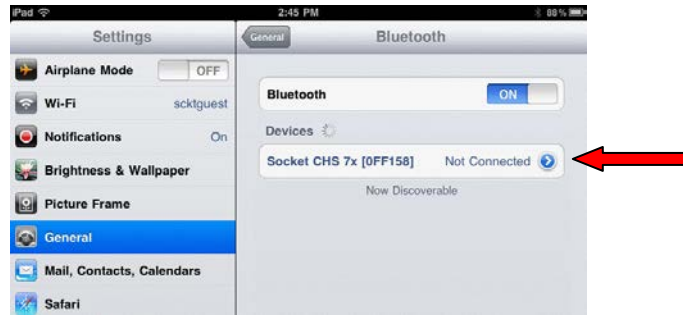 iPad 2:45 PM 88%
Settings
General Bluetooth
Airplane Mode OFF
Wi-Fi scktguest
Notifications On
Brightness & Wallpaper
Picture Frame
General
Mail, Contacts, Calendars
Safari
Bluetooth ON
Devices
Socket CHS 7x [0FF158] Not Connected
Now Discoverable